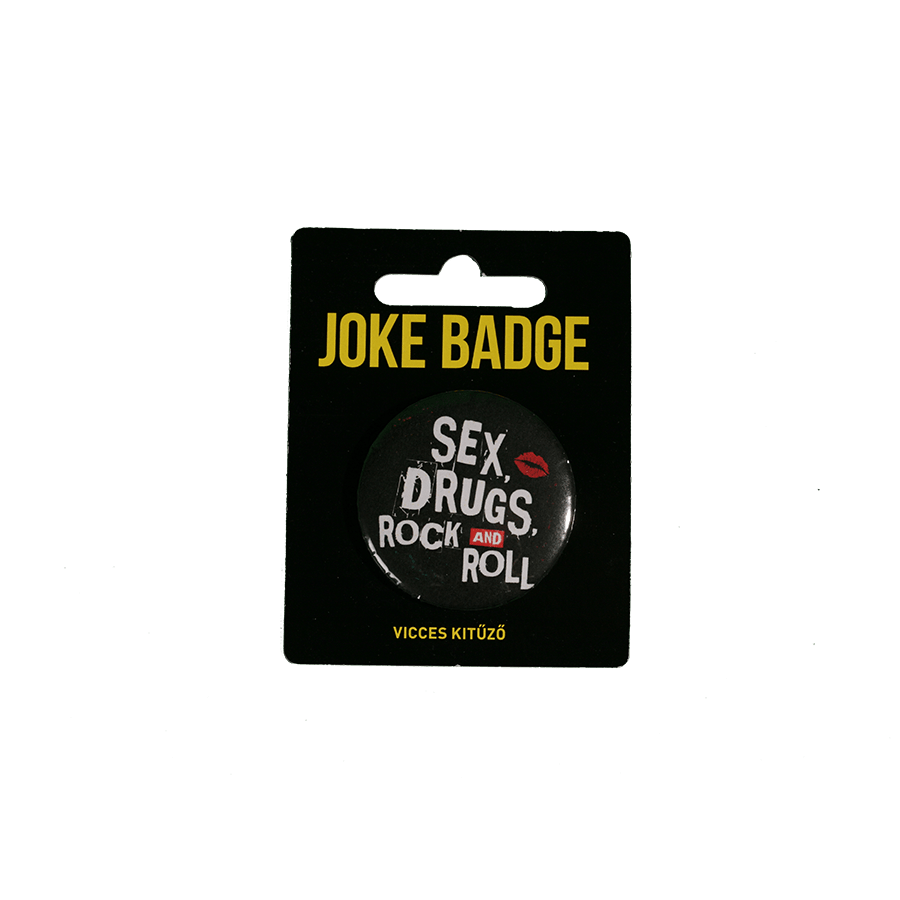 JOKE BADGE
SEX,
DRUGS,
ROCK AND
ROLL
VICCES KITŰZŐ